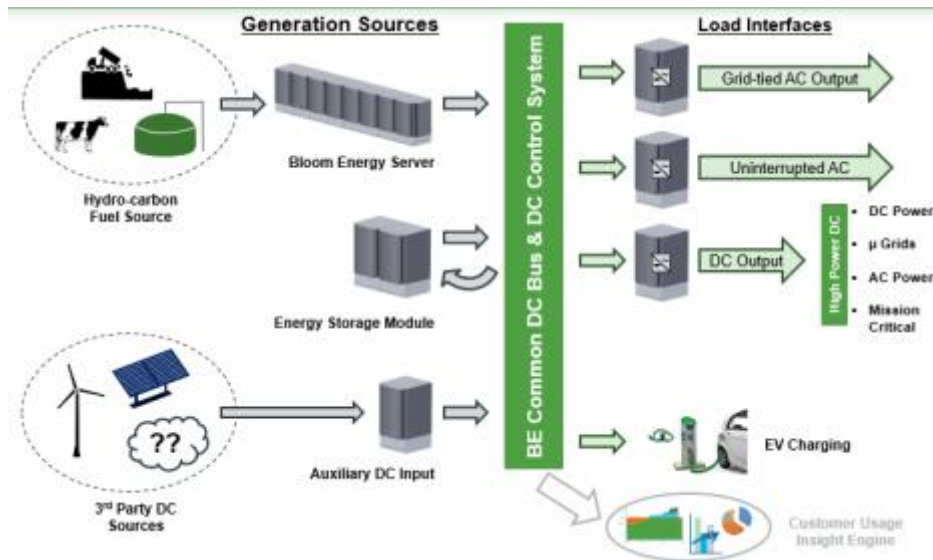 Generation Sources
Load Interfaces
Hydro-carbon
Fuel Source
Bloom Energy Server
Energy Storage Module
??
3rd Party DC
Sources
Auxiliary DC Input
BE Common DC Bus & DC Control System
Grid-tied AC Output
Uninterrupted AC
DC Output
High Power DC
• DC Power
• µ Grids
• AC Power
• Mission
Critical
EV Charging
Customer Usage
Insight Engine